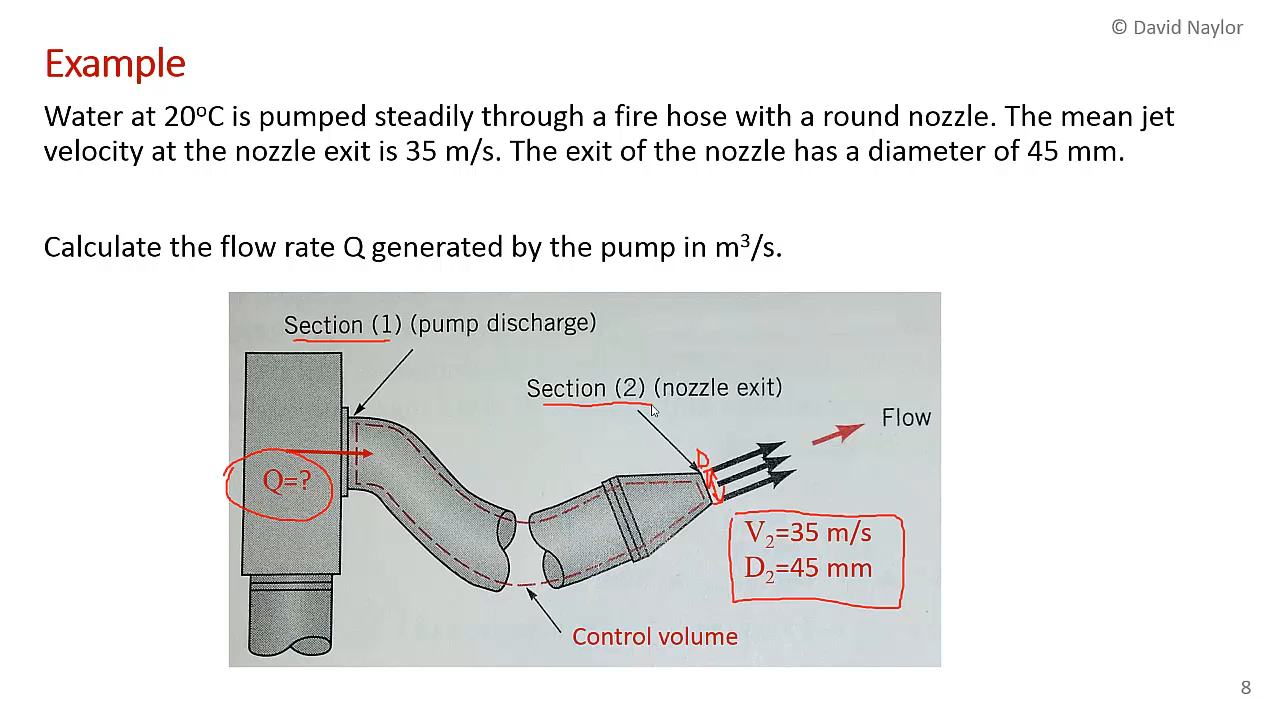 © David Naylor
Example
Water at 20ºC is pumped steadily through a fire hose with a round nozzle. The mean jet
velocity at the nozzle exit is 35 m/s. The exit of the nozzle has a diameter of 45 mm.
Calculate the flow rate Q generated by the pump in m³/s.
Section (1) (pump discharge)
Section (2) (nozzle exit)
Flow
D
Q=?
V₂=35 m/s
D₂=45 mm
Control volume
8